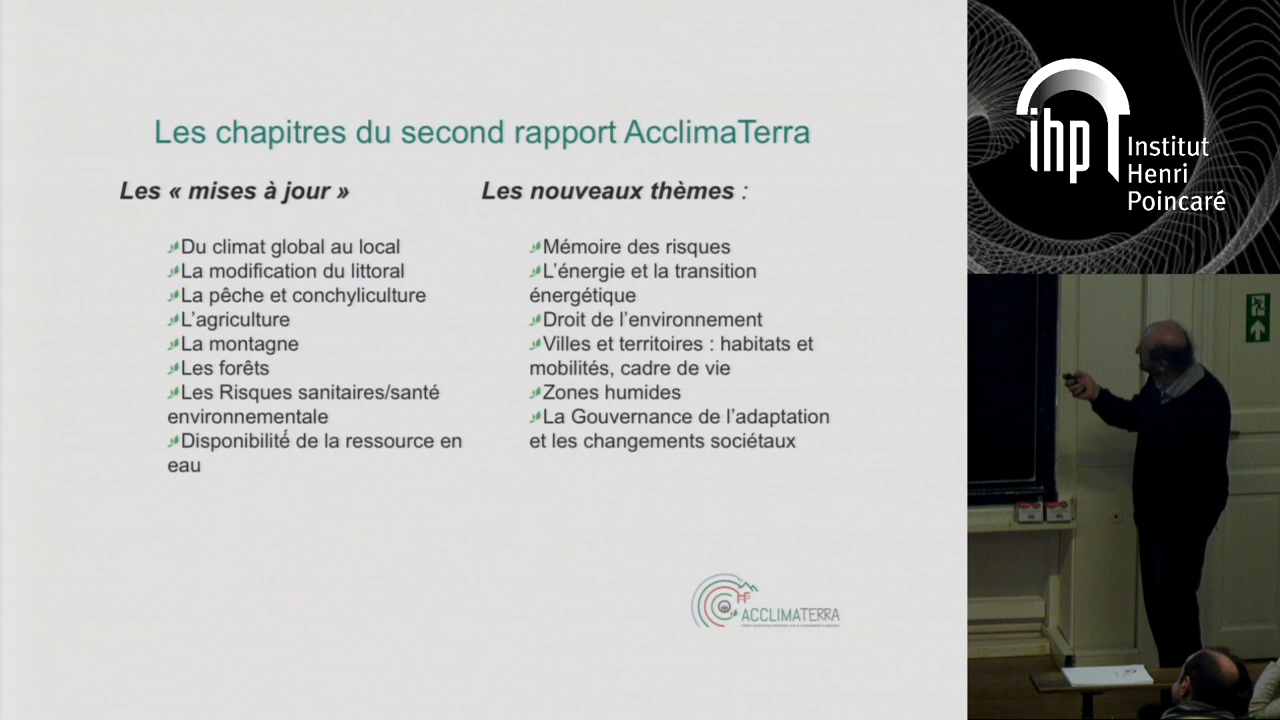 Les chapitres du second rapport AcclimaTerra
Les « mises à jour »
Du climat global au local
La modification du littoral
La pêche et conchyliculture
L'agriculture
La montagne
Les forêts
Les Risques sanitaires/santé
environnementale
Disponibilité de la ressource en
eau
Les nouveaux thèmes :
Mémoire des risques
L'énergie et la transition
énergétique
Droit de l'environnement
Villes et territoires : habitats et
mobilités, cadre de vie
Zones humides
La Gouvernance de l'adaptation
et les changements sociétaux
ACCLIMATERRA
ihp
Institut
Henri
Poincaré